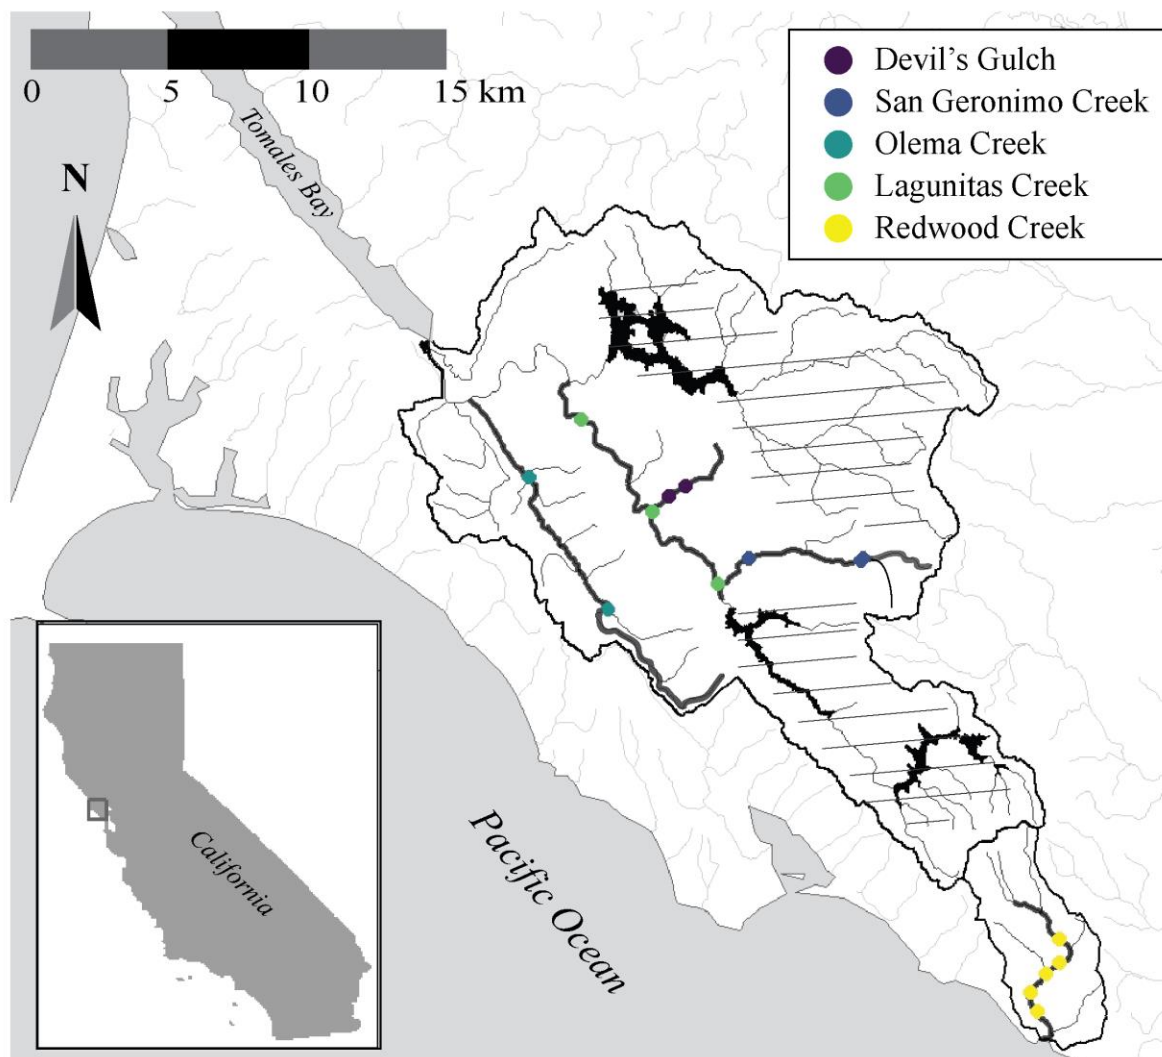 0 5 10 15 km
N
Tomales Bay
Devil's Gulch
San Geronimo Creek
Olema Creek
Lagunitas Creek
Redwood Creek
California
Pacific Ocean